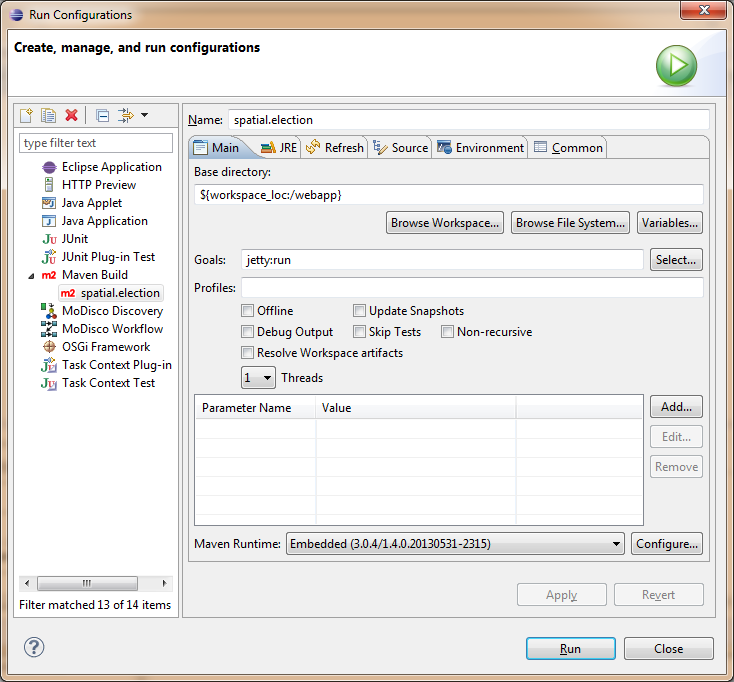 Run Configurations
Create, manage, and run configurations
type filter text
Eclipse Application
HTTP Preview
Java Applet
Java Application
Ju JUnit
JUnit Plug-in Test
m2 Maven Build
m2 spatial.election
MoDisco Discovery
MoDisco Workflow
OSGi Framework
Task Context Plug-in
Ju Task Context Test
Filter matched 13 of 14 items
Name: spatial.election
Main JRE Refresh Source Environment Common
Base directory:
${workspace_loc:/webapp}
Browse Workspace... Browse File System... Variables...
Goals: jetty:run Select...
Profiles:
Offline Update Snapshots
Debug Output Skip Tests Non-recursive
Resolve Workspace artifacts
1 Threads
Parameter Name Value Add...
Edit...
Remove
Maven Runtime: Embedded (3.0.4/1.4.0.20130531-2315) Configure...
Apply Revert
? Run Close